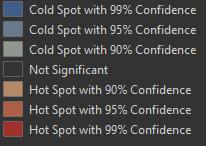 Cold Spot with 99% Confidence
Cold Spot with 95% Confidence
Cold Spot with 90% Confidence
Not Significant
Hot Spot with 90% Confidence
Hot Spot with 95% Confidence
Hot Spot with 99% Confidence